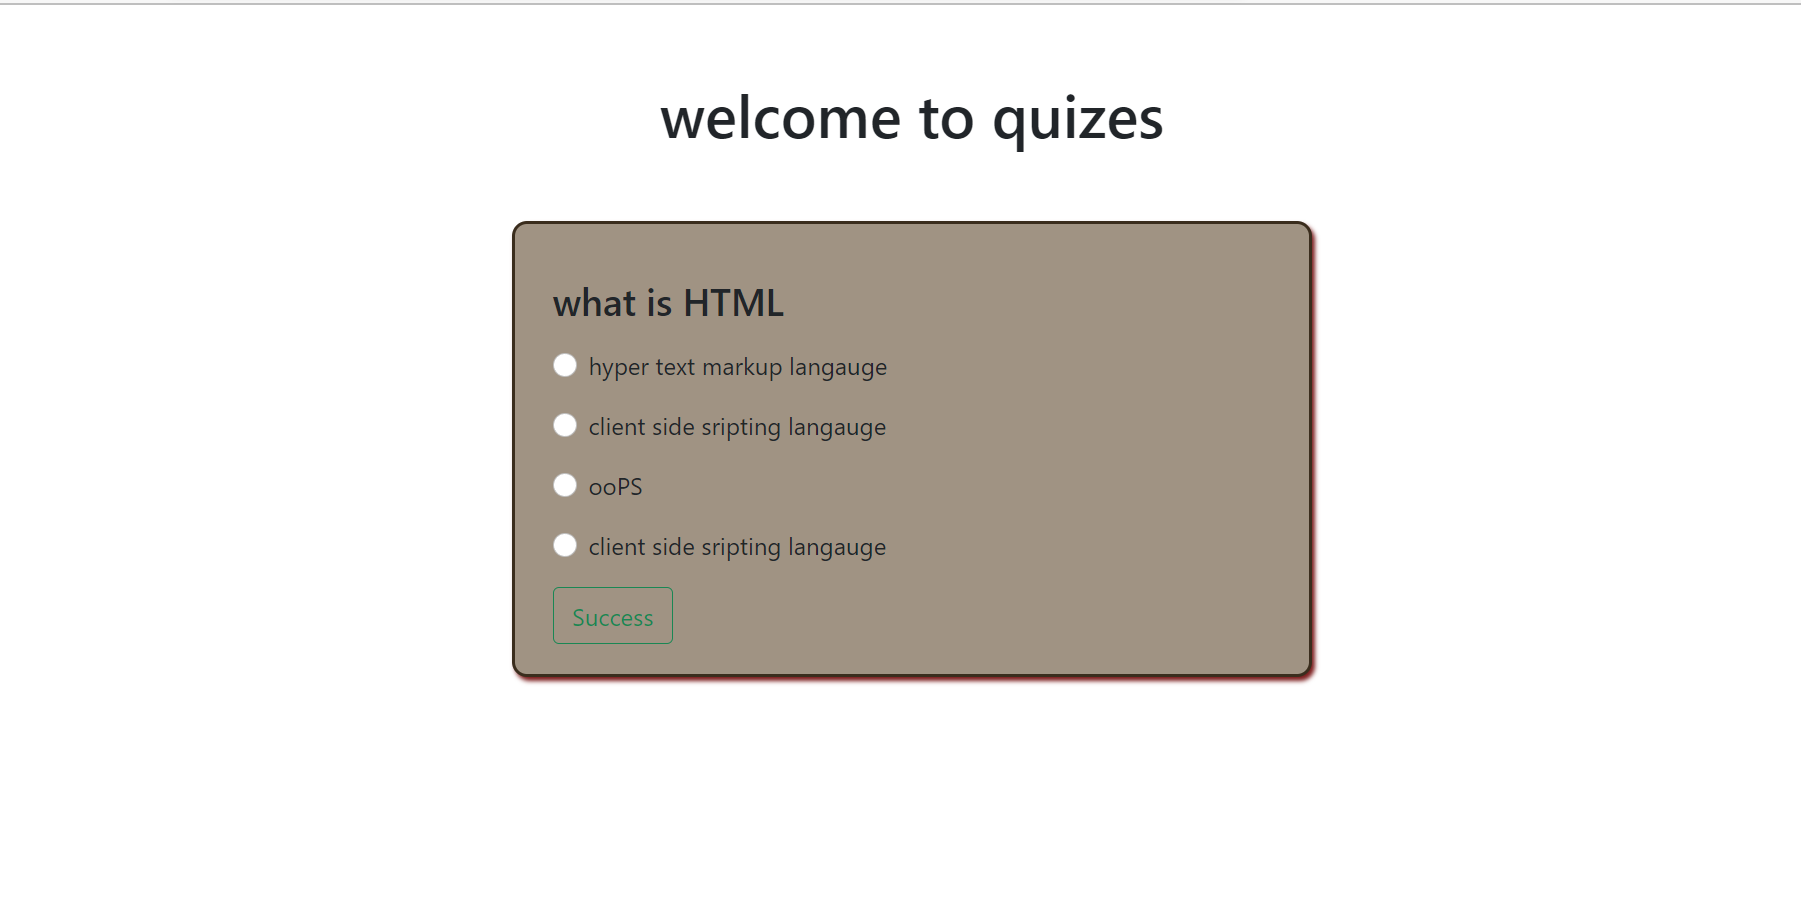 welcome to quizes
what is HTML
hyper text markup langauge
client side sripting langauge
ooPS
client side sripting langauge
Success